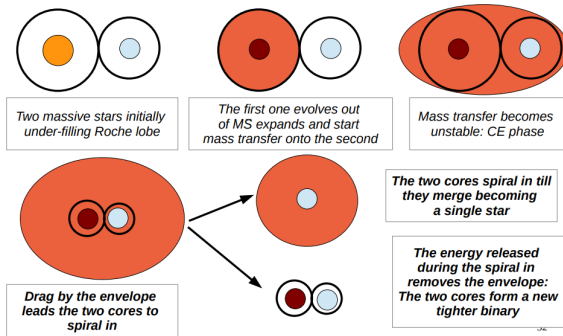 Two massive stars initially
under-filling Roche lobe
The first one evolves out
of MS expands and start
mass transfer onto the second
Mass transfer becomes
unstable: CE phase
The two cores spiral in till
they merge becoming
a single star
Drag by the envelope
leads the two cores to
spiral in
The energy released
during the spiral in
removes the envelope:
The two cores form a new
tighter binary